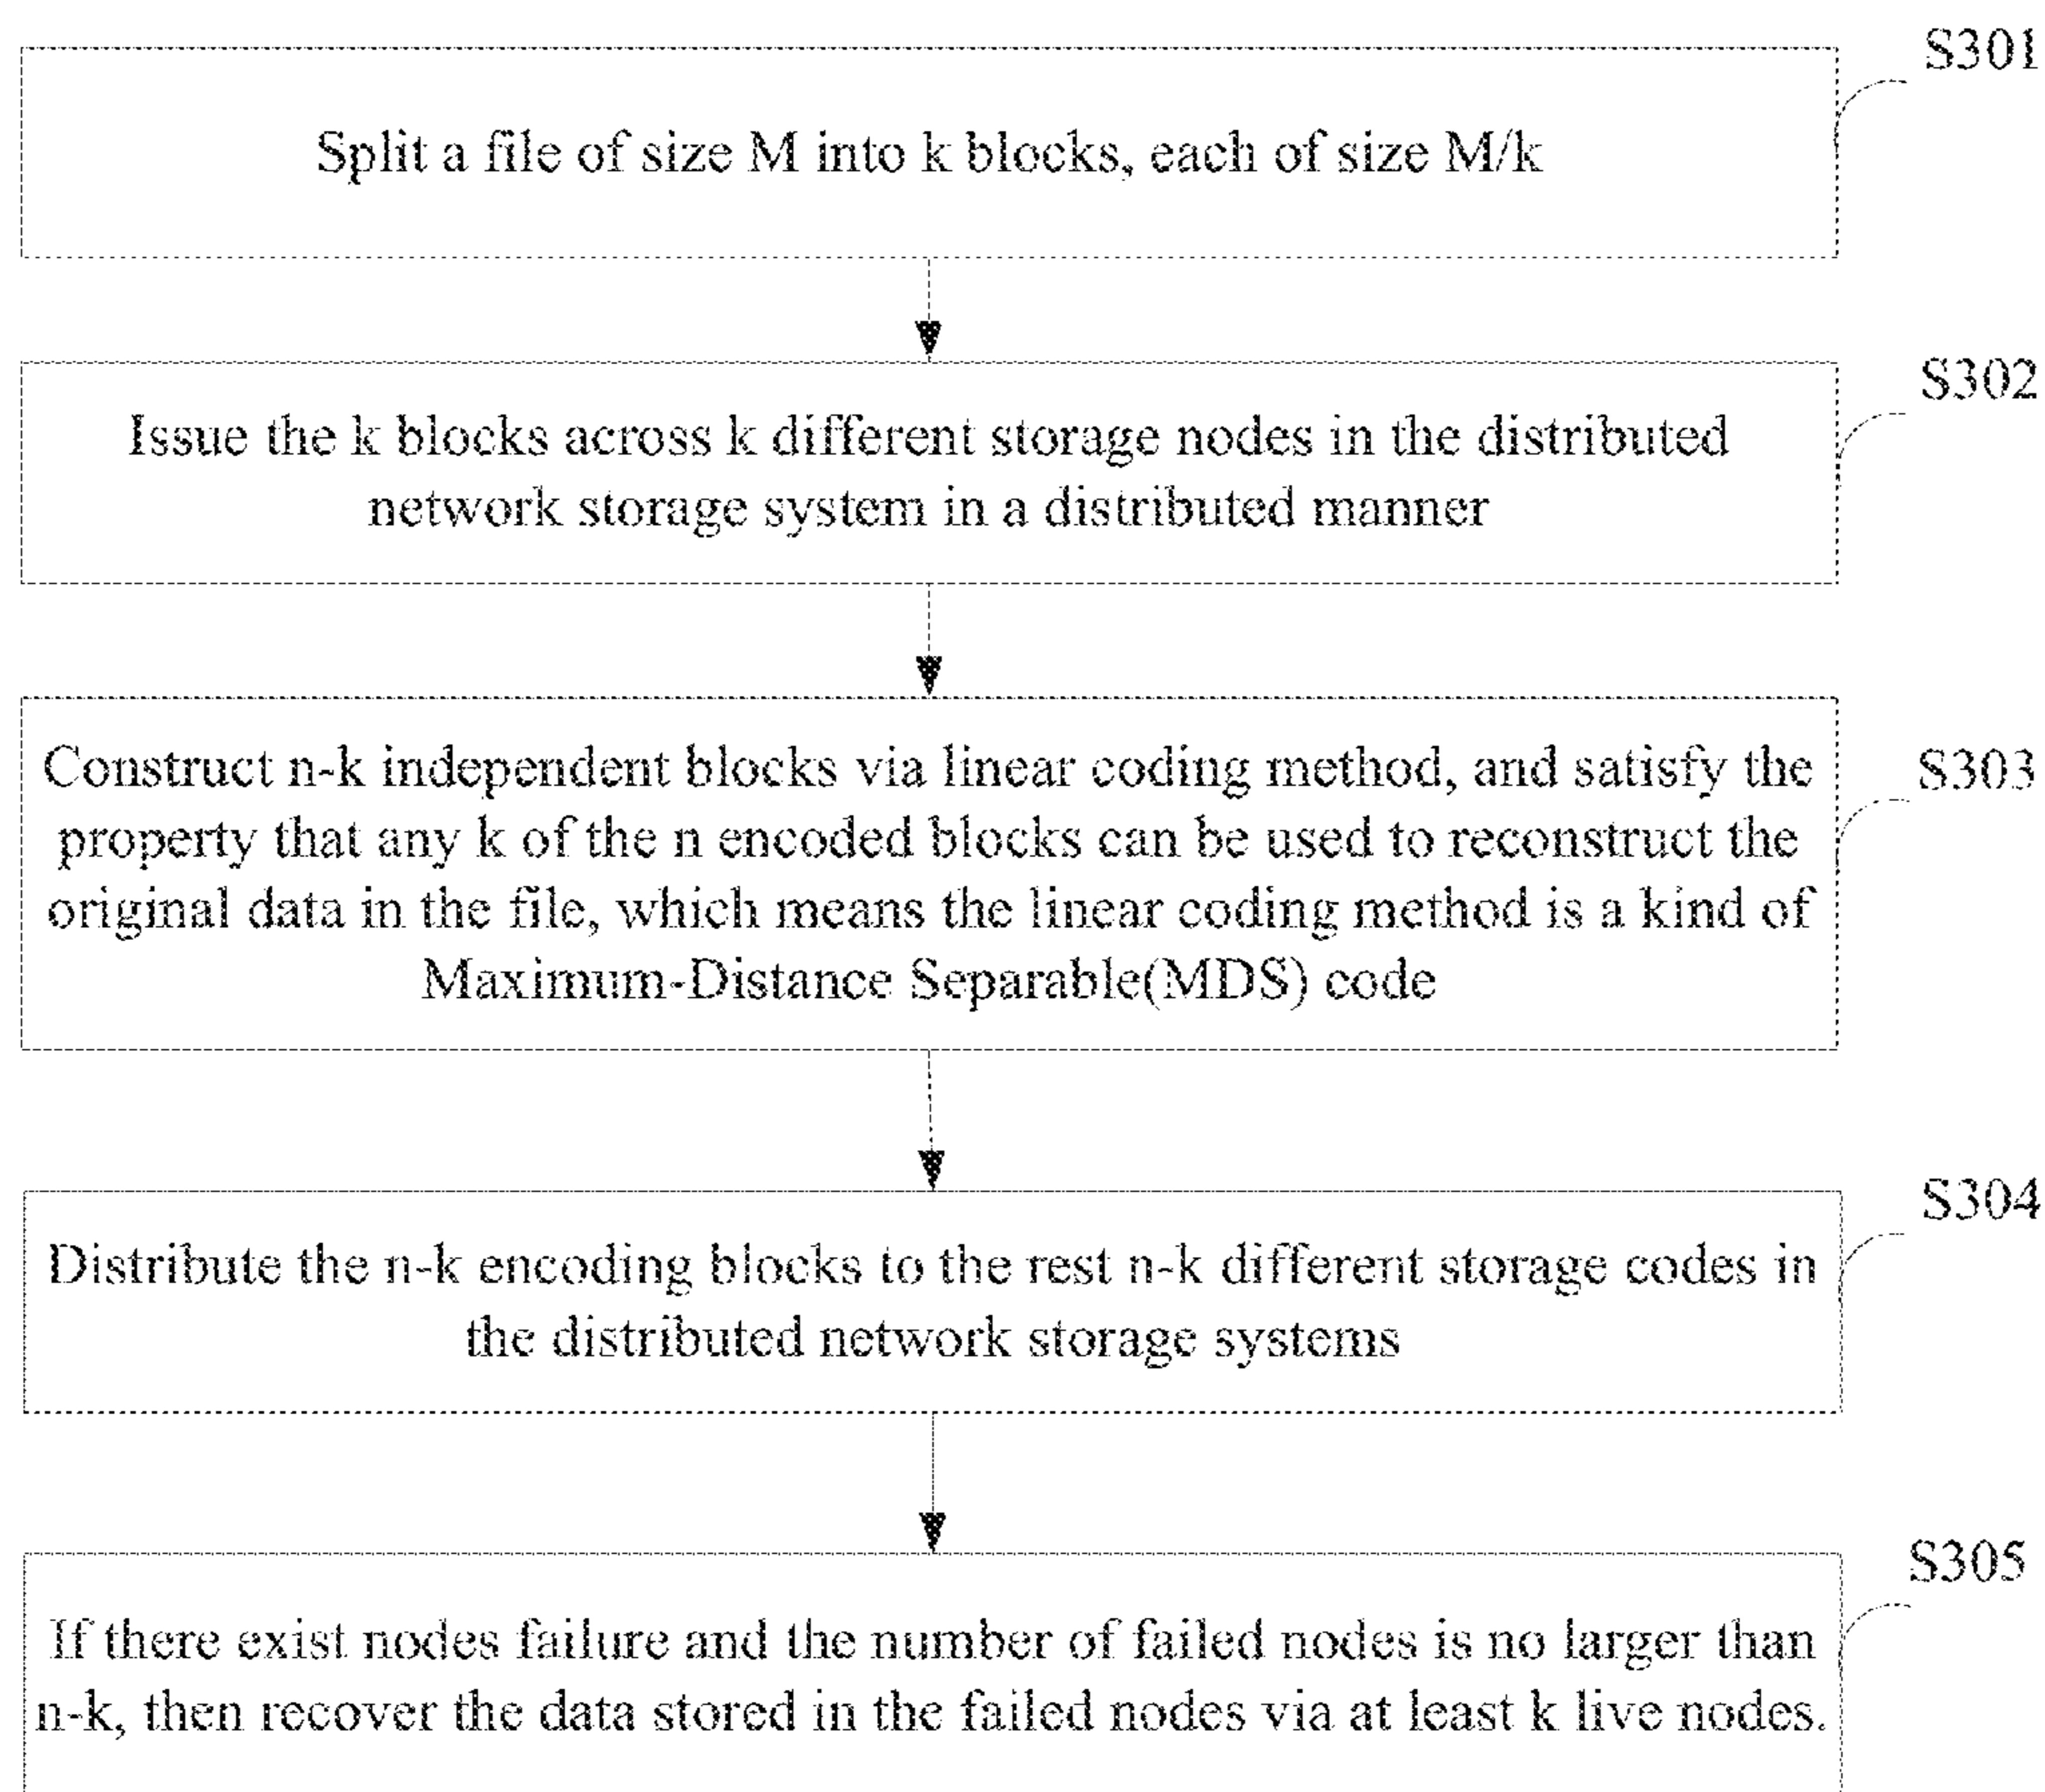 S301
Split a file of size M into k blocks, each of size M/k
S302
Issue the k blocks across k different storage nodes in the distributed
network storage system in a distributed manner
S303
Construct n-k independent blocks via linear coding method, and satisfy the
property that any k of the n encoded blocks can be used to reconstruct the
original data in the file, which means the linear coding method is a kind of
Maximum-Distance Separable(MDS) code
S304
Distribute the n-k encoding blocks to the rest n-k different storage codes in
the distributed network storage systems
S305
If there exist nodes failure and the number of failed nodes is no larger than
n-k, then recover the data stored in the failed nodes via at least k live nodes.